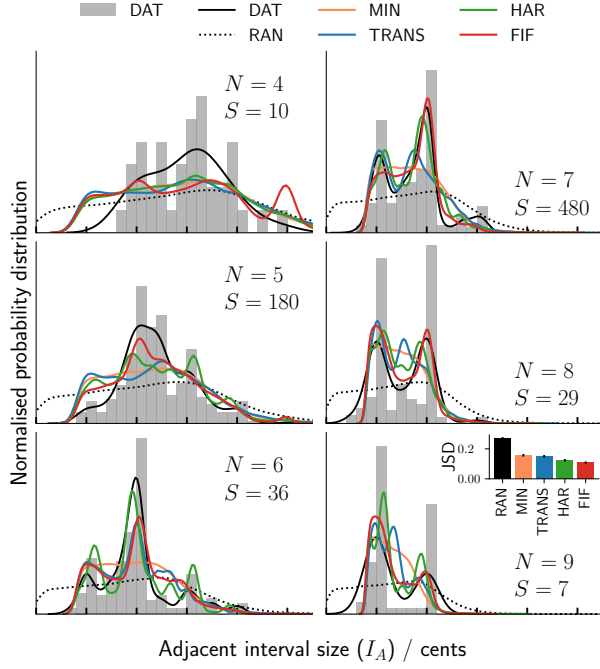 DAT DAT MIN HAR
RAN TRANS FIF
Normalised probability distribution
N = 4
S = 10
N = 7
S = 480
N = 5
S = 180
N = 8
S = 29
N = 6
S = 36
JSD
0.2
0.00
RAN
MIN
TRANS
HAR
FIF
N = 9
S = 7
Adjacent interval size (I_A) / cents